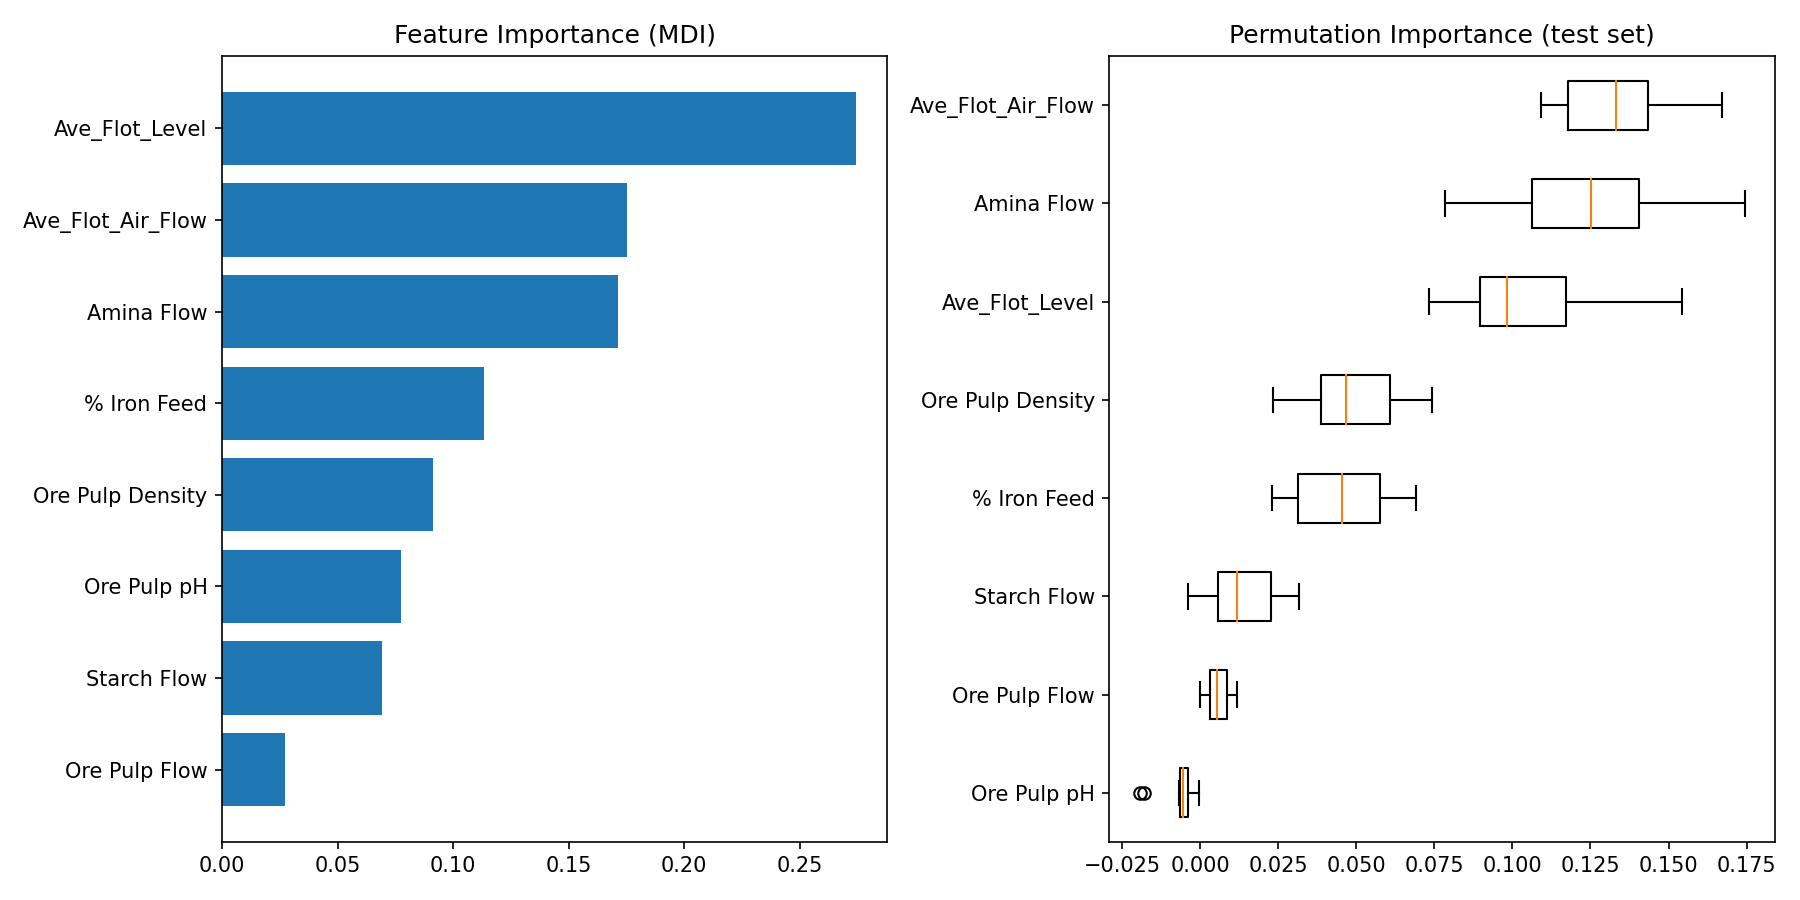 Feature Importance (MDI)
Ave_Flot_Level
Ave_Flot_Air_Flow
Amina Flow
% Iron Feed
Ore Pulp Density
Ore Pulp pH
Starch Flow
Ore Pulp Flow
0.00 0.05 0.10 0.15 0.20 0.25
Permutation Importance (test set)
Ave_Flot_Air_Flow
Amina Flow
Ave_Flot_Level
Ore Pulp Density
% Iron Feed
Starch Flow
Ore Pulp Flow
Ore Pulp pH
−0.025 0.000 0.025 0.050 0.075 0.100 0.125 0.150 0.175